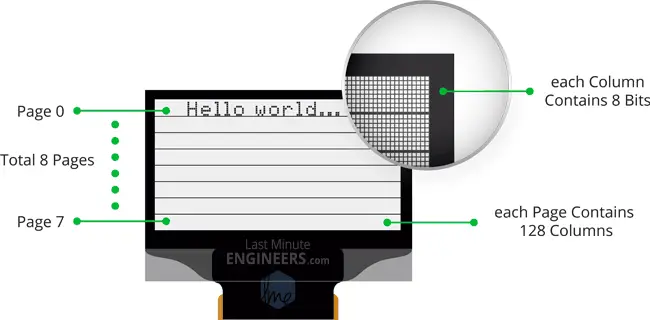 each Column
Contains 8 Bits
Page 0
Hello world...
Total 8 Pages
Page 7
each Page Contains
128 Columns
Last Minute
ENGINEERS.com
lme